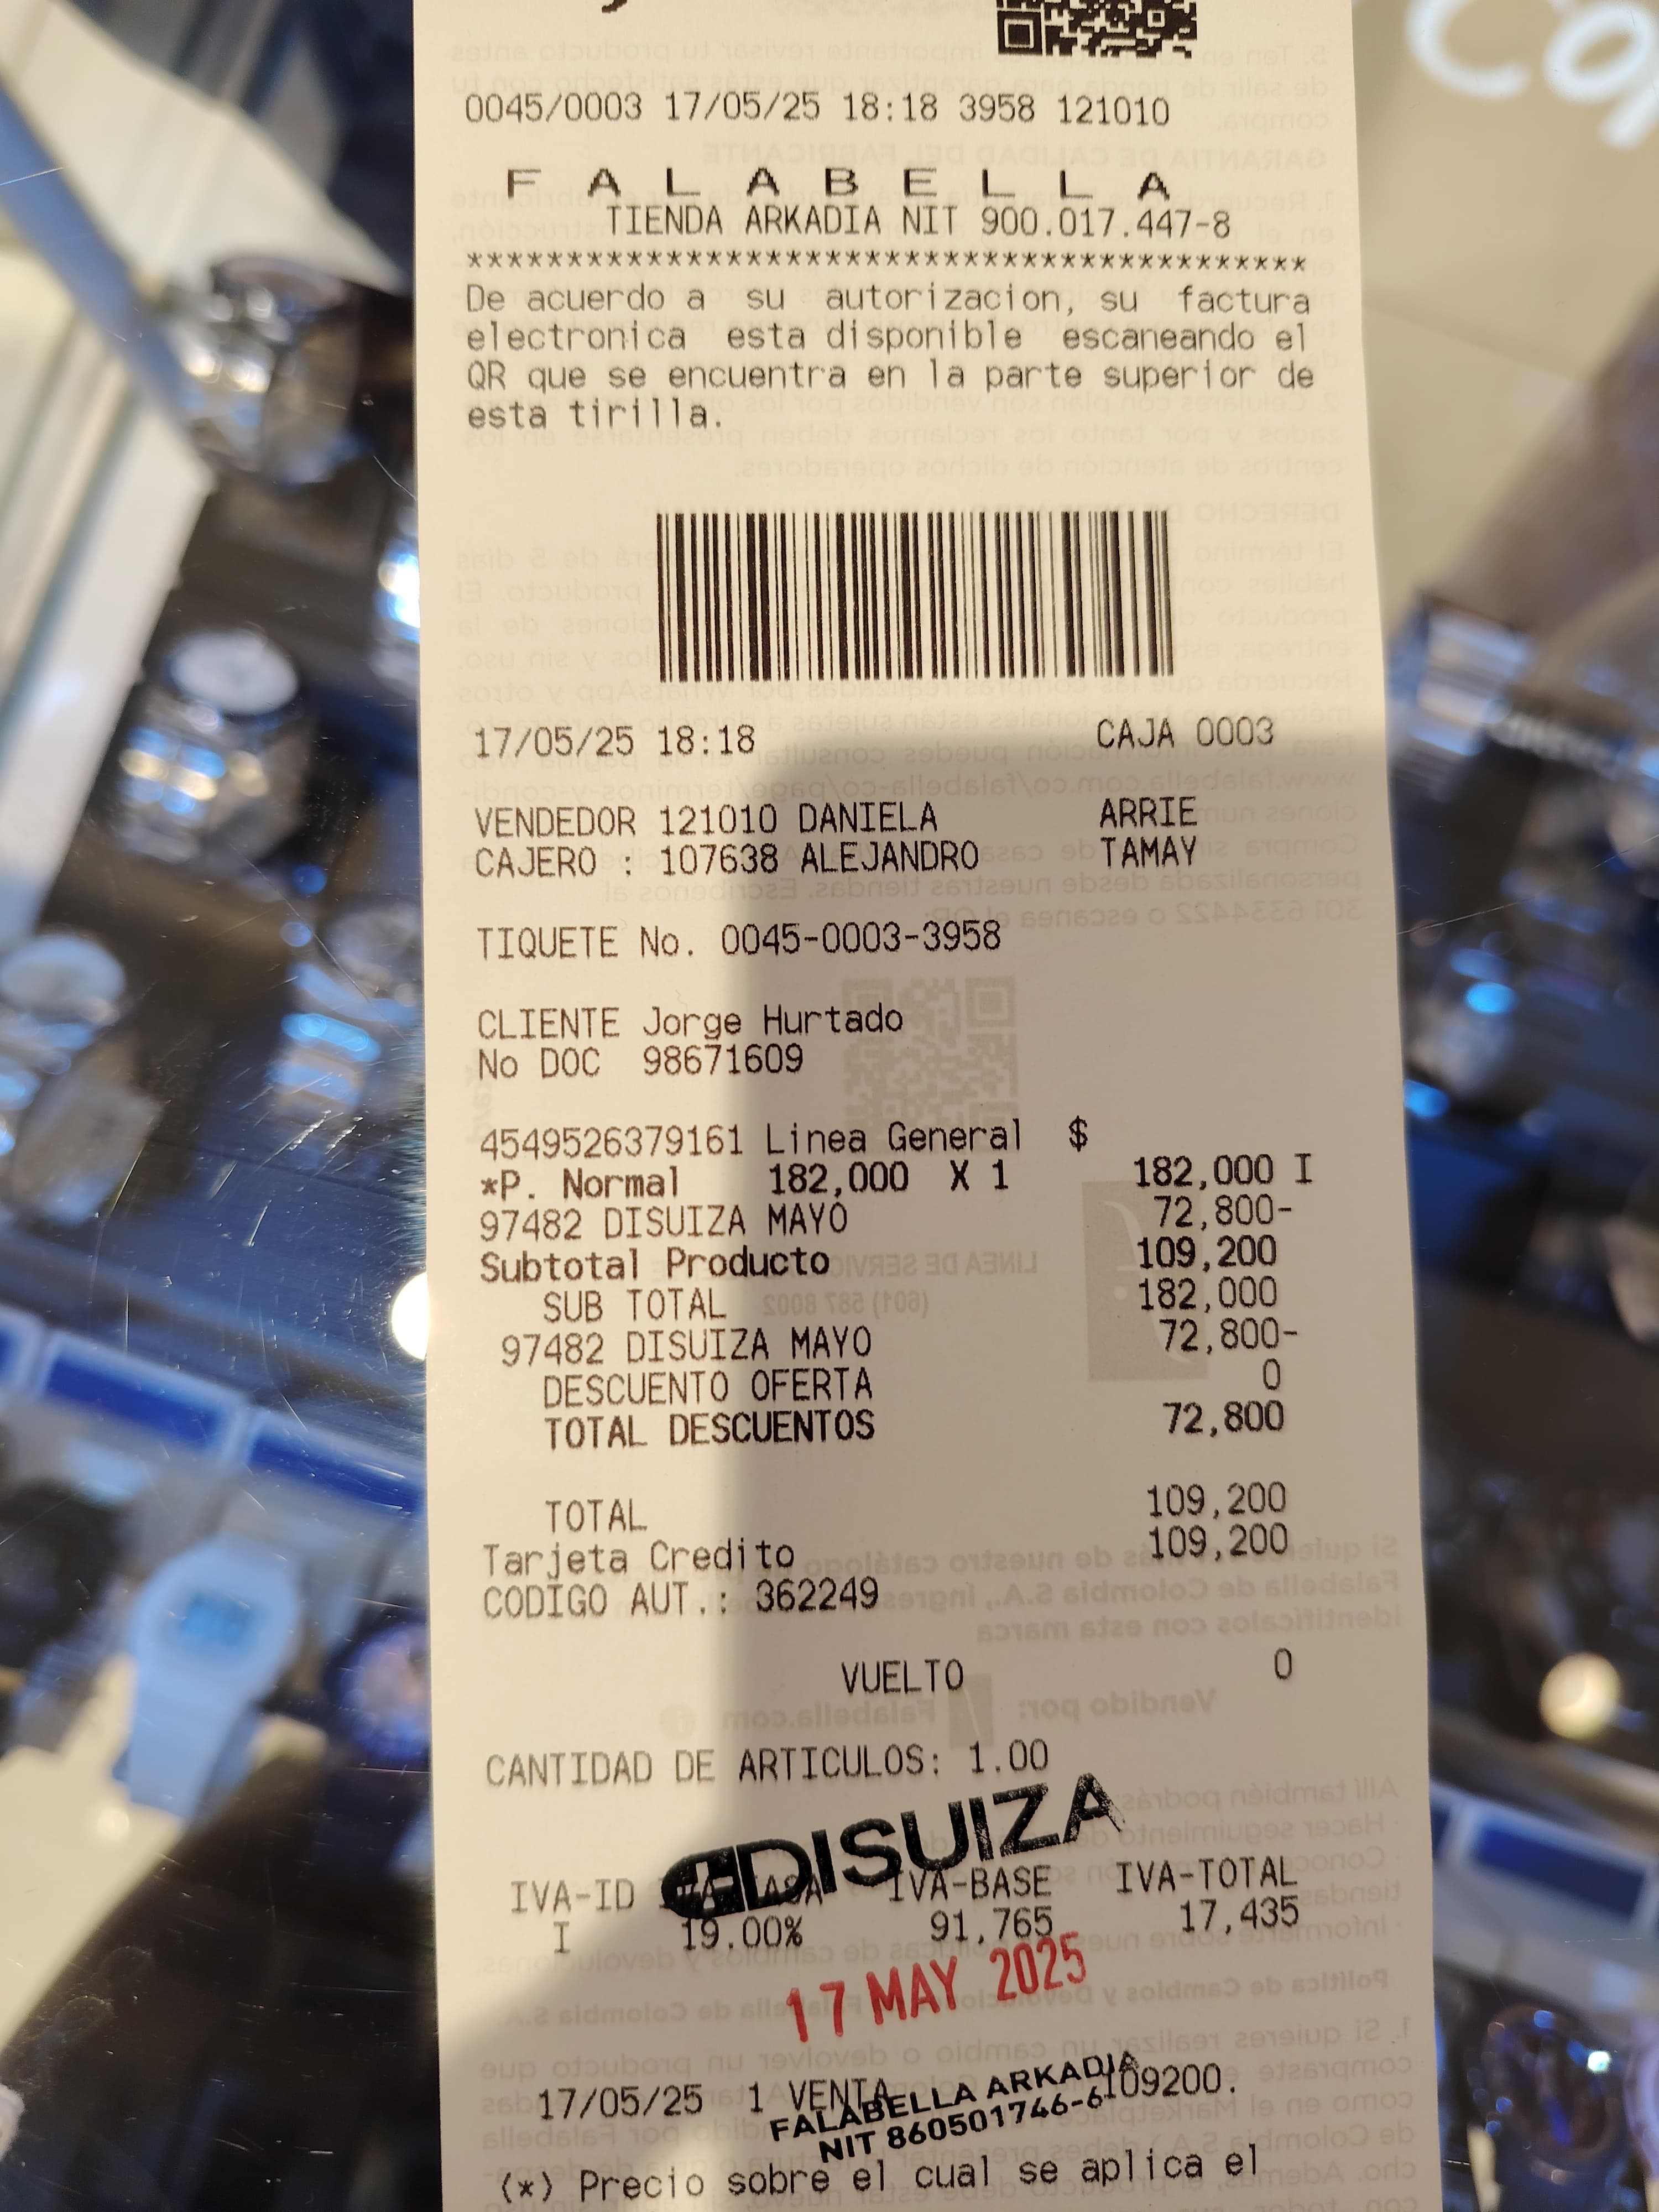 0045/0003 17/05/25 18:18 3958 121010
F A L A B E L L A
TIENDA ARKADIA NIT 900.017.447-8
*******************************************
De acuerdo a su autorizacion, su factura
electronica esta disponible escaneando el
QR que se encuentra en la parte superior de
esta tirilla.
17/05/25 18:18 CAJA 0003
VENDEDOR 121010 DANIELA ARRIE
CAJERO : 107638 ALEJANDRO TAMAY
TIQUETE No. 0045-0003-3958
CLIENTE Jorge Hurtado
No DOC 98671609
4549526379161 Linea General $
*P. Normal 182,000 X 1 182,000 I
97482 DISUIZA MAYO 72,800-
Subtotal Producto 109,200
SUB TOTAL 182,000
97482 DISUIZA MAYO 72,800-
DESCUENTO OFERTA 0
TOTAL DESCUENTOS 72,800
TOTAL 109,200
Tarjeta Credito 109,200
CODIGO AUT.: 362249
VUELTO 0
CANTIDAD DE ARTICULOS: 1.00
DISUIZA
IVA-ID IVA-BASE IVA-TOTAL
I 19.00% 91,765 17,435
17 MAY 2025
17/05/25 1 VENTA 109200.
FALABELLA ARKADIA
NIT 860501746-6
(*) Precio sobre el cual se aplica el